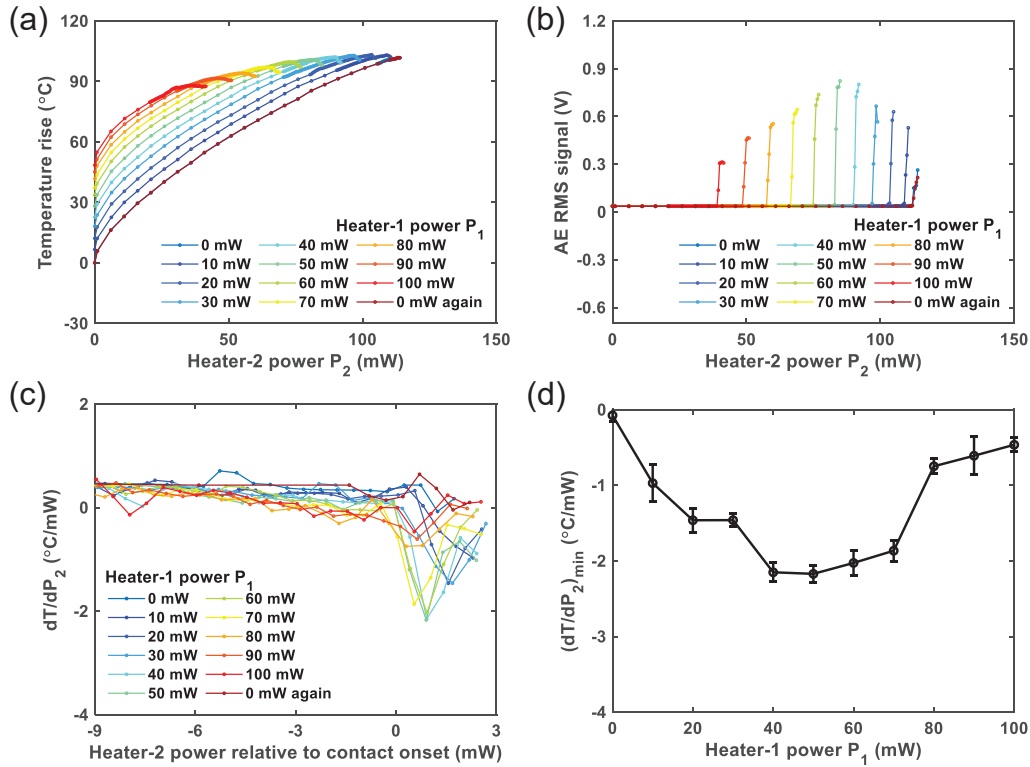 (a)
120
90
60
30
0
-30
0
50
100
150
Temperature rise (°C)
Heater-2 power P2 (mW)
Heater-1 power P1
0 mW
40 mW
80 mW
10 mW
50 mW
90 mW
20 mW
60 mW
100 mW
30 mW
70 mW
0 mW again
(b)
1.2
0.9
0.6
0.3
0
-0.3
-0.6
0
50
100
150
AE RMS signal (V)
Heater-2 power P2 (mW)
Heater-1 power P1
0 mW
40 mW
80 mW
10 mW
50 mW
90 mW
20 mW
60 mW
100 mW
30 mW
70 mW
0 mW again
(c)
2
0
-2
-4
-9
-6
-3
0
3
dT/dP2 (°C/mW)
Heater-2 power relative to contact onset (mW)
Heater-1 power P1
0 mW
60 mW
10 mW
70 mW
20 mW
80 mW
30 mW
90 mW
40 mW
100 mW
50 mW
0 mW again
(d)
0
-1
-2
-3
-4
0
20
40
60
80
100
(dT/dP2)min (°C/mW)
Heater-1 power P1 (mW)